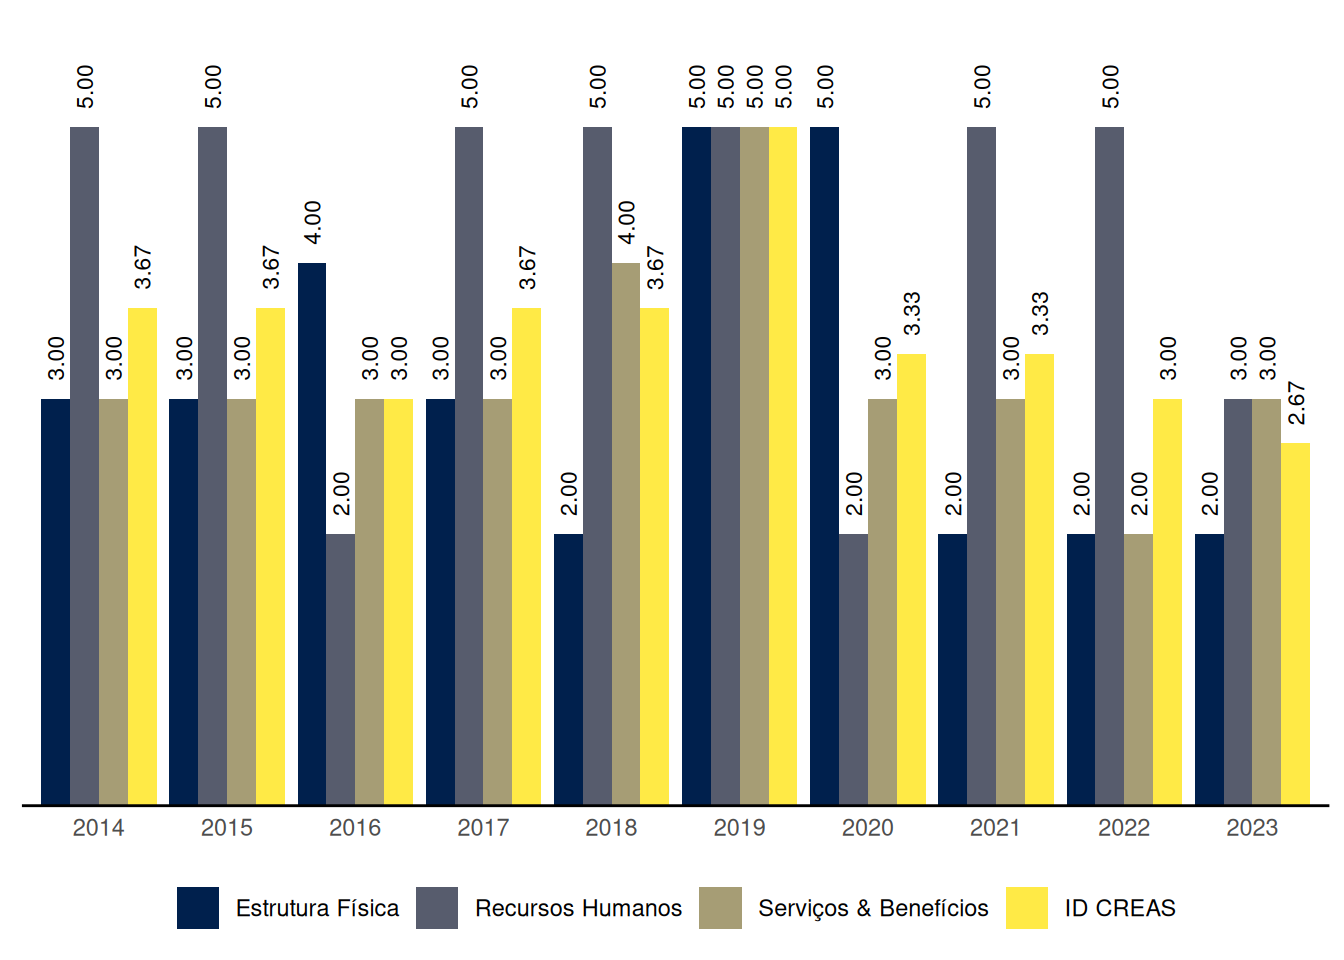 5.00 5.00 5.00 5.00 5.00 5.00 5.00 5.00 5.00 5.00 5.00
4.00 4.00
3.67 3.67 3.67 3.67
3.33 3.33
3.00 3.00 3.00 3.00 3.00 3.00 3.00 3.00 3.00 3.00 3.00 3.00 3.00
2.67
2.00 2.00 2.00 2.00 2.00 2.00 2.00
2014 2015 2016 2017 2018 2019 2020 2021 2022 2023
Estrutura Física Recursos Humanos Serviços & Benefícios ID CREAS